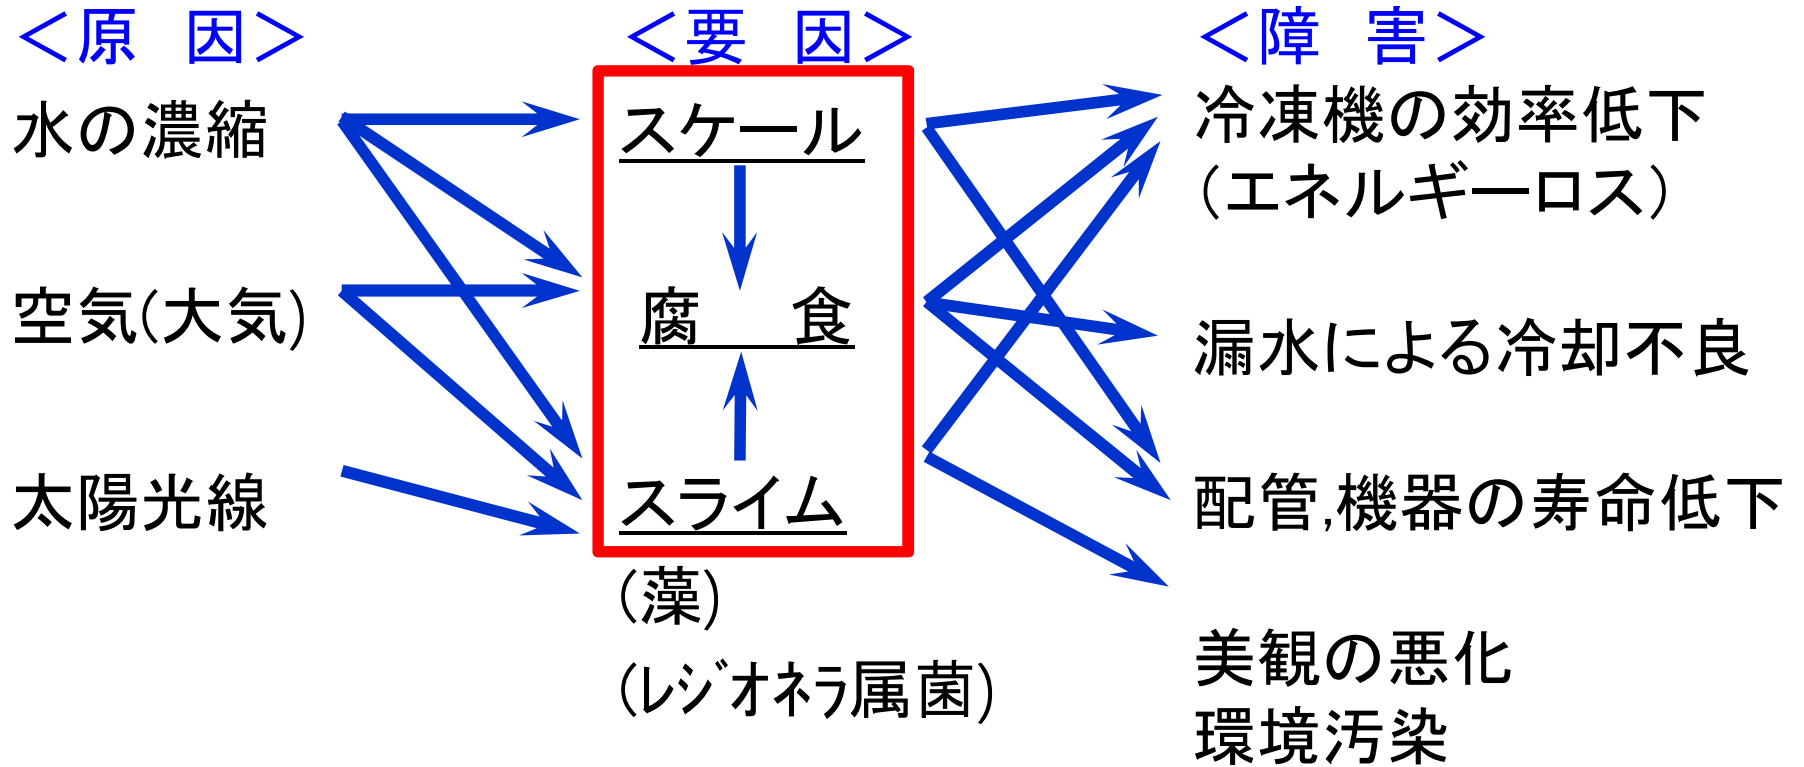 ＜原　因＞
水の濃縮
空気(大気)
太陽光線
＜要　因＞
スケール
腐　食
スライム
(藻)
(ﾚｼﾞｵﾈﾗ属菌)
＜障　害＞
冷凍機の効率低下
(エネルギーロス)
漏水による冷却不良
配管,機器の寿命低下
美観の悪化
環境汚染